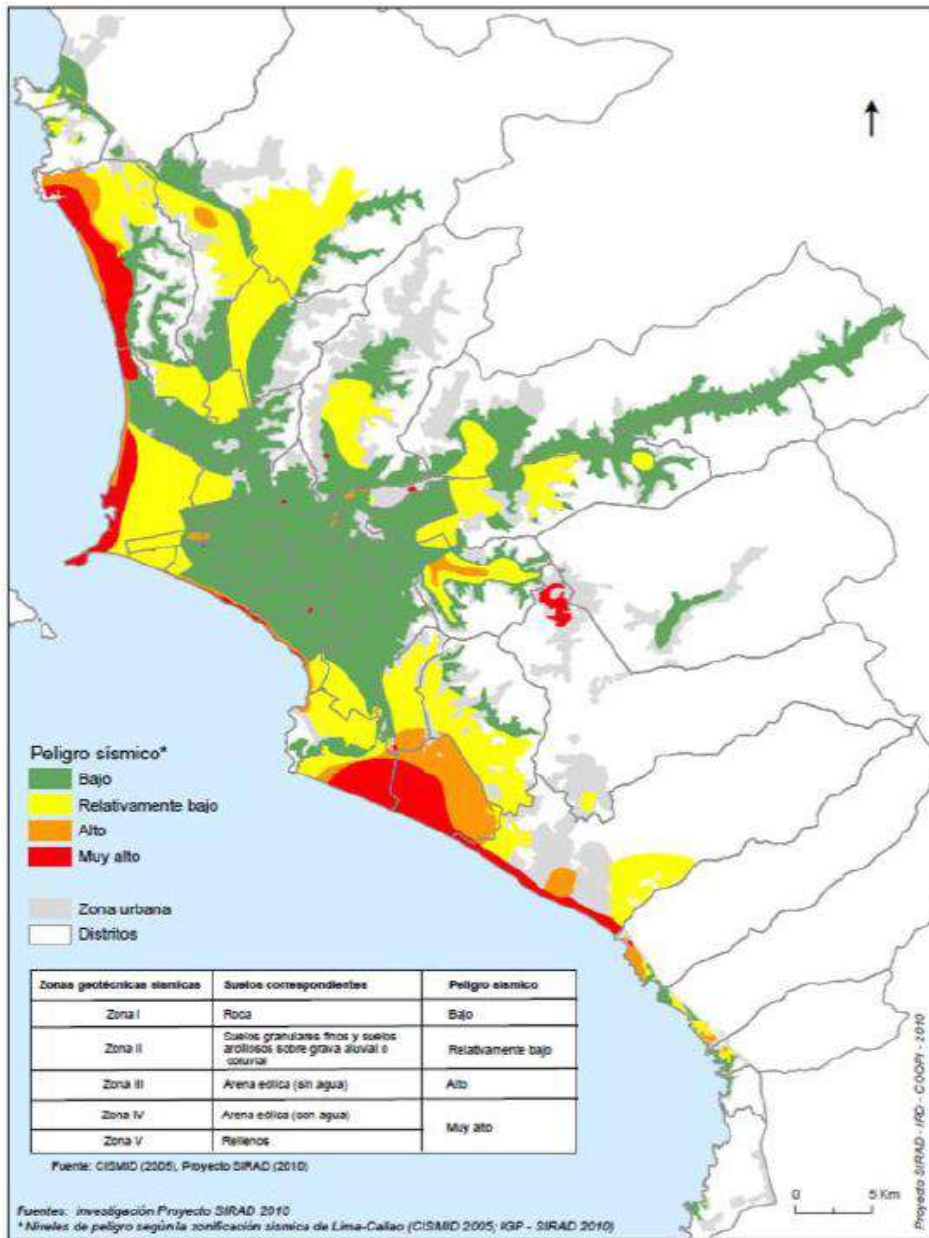 Peligro sísmico*
Bajo
Relativamente bajo
Alto
Muy alto
Zona urbana
Distritos
Zonas geotécnicas sísmicas Suelos correspondientes Peligro sísmico
Zona I Roca Bajo
Zona II Suelos granulares finos y suelos arcillosos sobre grava aluvial o coluvial Relativamente bajo
Zona III Arena eólica (sin agua) Alto
Zona IV Arena eólica (con agua) Muy alto
Zona V Rellenos
Fuente: CISMID (2005), Proyecto SIRAD (2010)
Fuentes: investigación Proyecto SIRAD 2010
* Niveles de peligro según la zonificación sísmica de Lima-Callao (CISMID 2005; IGP - SIRAD 2010)
0 5 Km
Proyecto SIRAD - IRD - COOPI - 2010